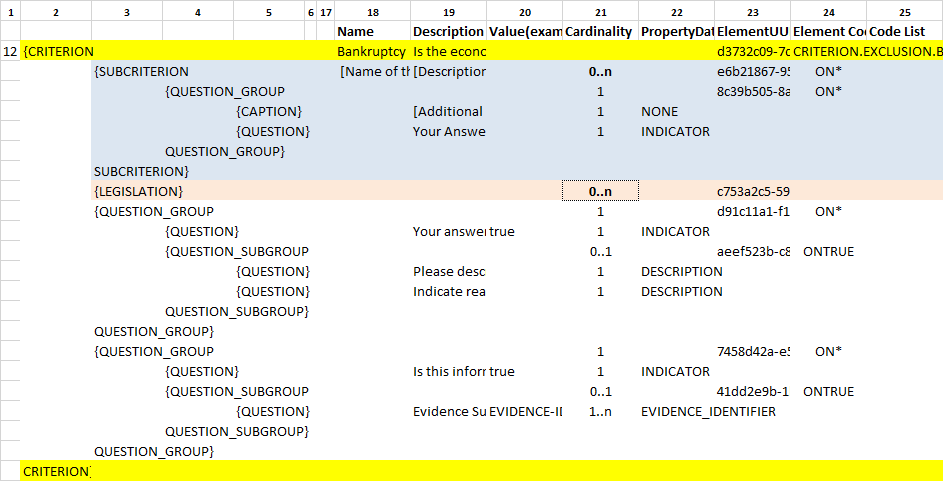 1 2 3 4 5 6 17 18 19 20 21 22 23 24 25
Name Description Value(exam Cardinality PropertyDat ElementUU Element Cod Code List
12 {CRITERION Bankruptcy Is the econc d3732c09-7c CRITERION.EXCLUSION.B
{SUBCRITERION [Name of th [Description 0..n e6b21867-95 ON*
{QUESTION_GROUP 1 8c39b505-8a ON*
{CAPTION} [Additional 1 NONE
{QUESTION} Your Answe 1 INDICATOR
QUESTION_GROUP}
SUBCRITERION}
{LEGISLATION} 0..n c753a2c5-59
{QUESTION_GROUP 1 d91c11a1-f1 ON*
{QUESTION} Your answer true 1 INDICATOR
{QUESTION_SUBGROUP 0..1 aeef523b-c8 ONTRUE
{QUESTION} Please desc 1 DESCRIPTION
{QUESTION} Indicate rea 1 DESCRIPTION
QUESTION_SUBGROUP}
QUESTION_GROUP}
{QUESTION_GROUP 1 7458d42a-e5 ON*
{QUESTION} Is this inforr true 1 INDICATOR
{QUESTION_SUBGROUP 0..1 41dd2e9b-1 ONTRUE
{QUESTION} Evidence Su EVIDENCE-II 1..n EVIDENCE_IDENTIFIER
QUESTION_SUBGROUP}
QUESTION_GROUP}
CRITERION}